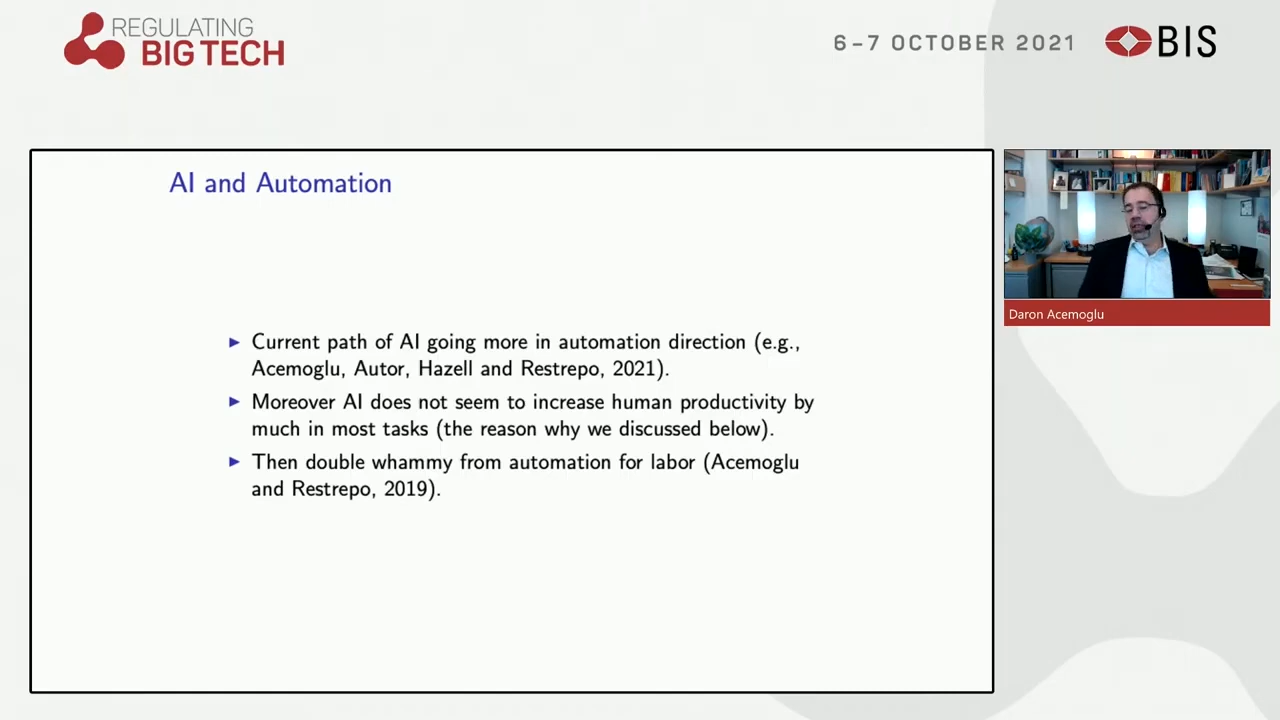 REGULATING
BIG TECH
6–7 OCTOBER 2021
BIS
AI and Automation
▶ Current path of AI going more in automation direction (e.g.,
Acemoglu, Autor, Hazell and Restrepo, 2021).
▶ Moreover AI does not seem to increase human productivity by
much in most tasks (the reason why we discussed below).
▶ Then double whammy from automation for labor (Acemoglu
and Restrepo, 2019).
Daron Acemoglu